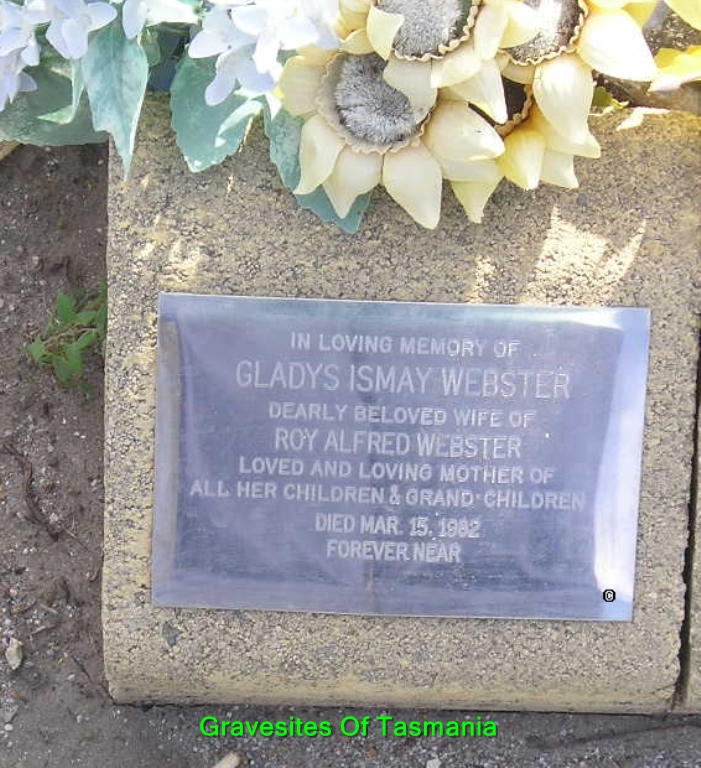 IN LOVING MEMORY OF
GLADYS ISMAY WEBSTER
DEARLY BELOVED WIFE OF
ROY ALFRED WEBSTER
LOVED AND LOVING MOTHER OF
ALL HER CHILDREN & GRAND CHILDREN
DIED MAR. 15. 1982
FOREVER NEAR
©
Gravesites Of Tasmania